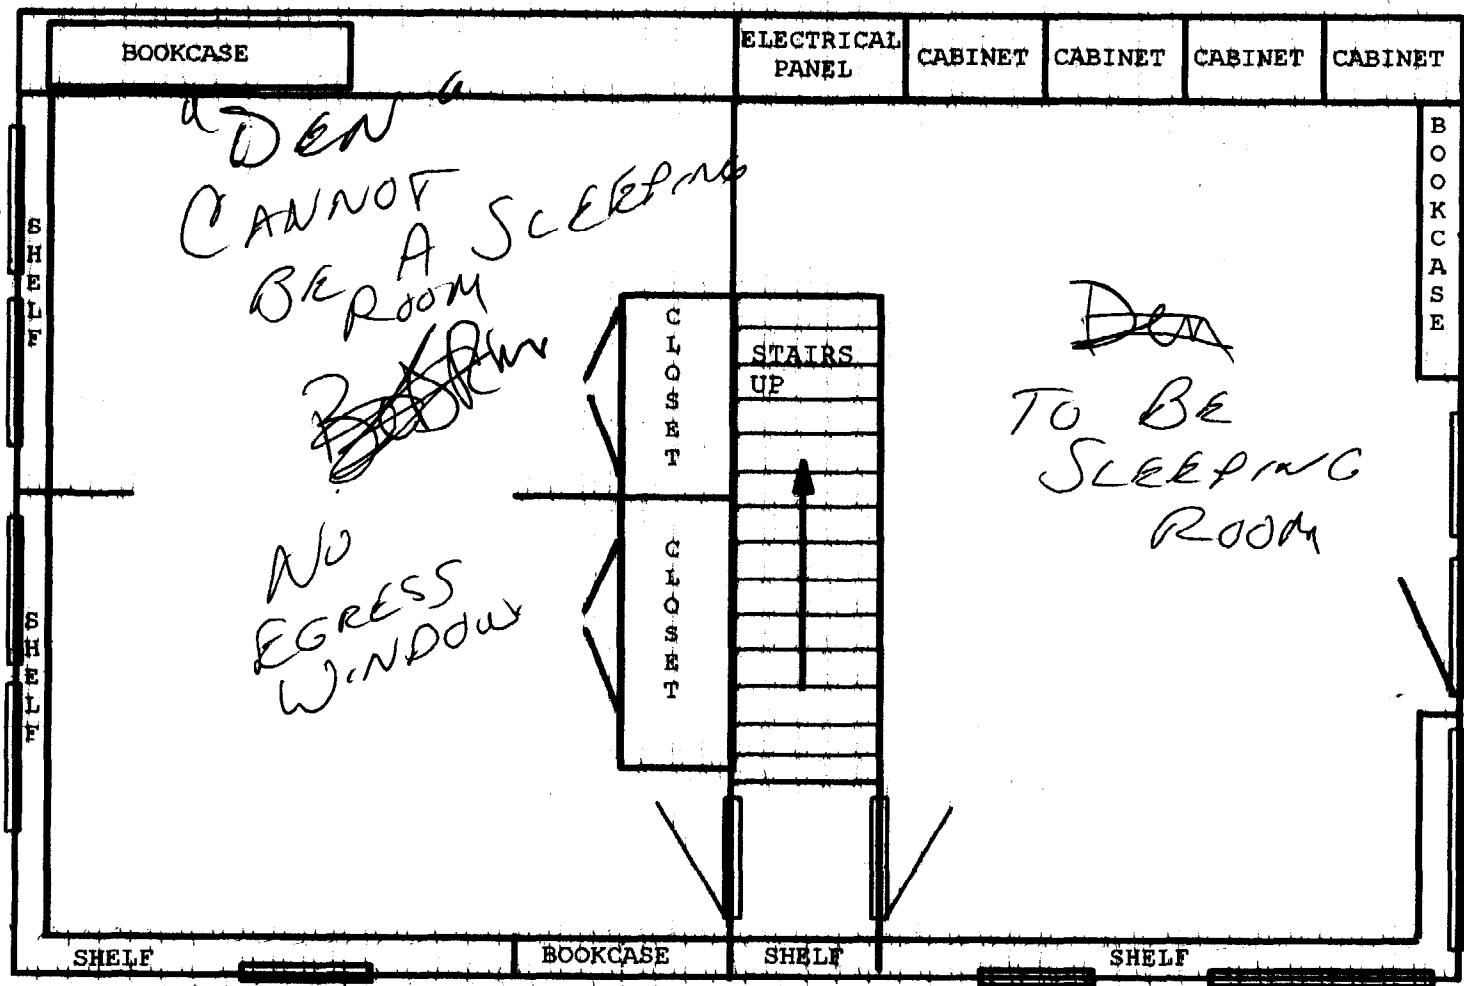 BOOKCASE
ELECTRICAL
PANEL
CABINET
CABINET
CABINET
CABINET
BOOKCASE
SHELF
"DEN"
CANNOT
BE A SLEEPING
ROOM
CLOSET
STAIRS
UP
Den
TO BE
SLEEPING
ROOM
NO
EGRESS
WINDOW
SHELF
CLOSET
SHELF
BOOKCASE
SHELF
SHELF